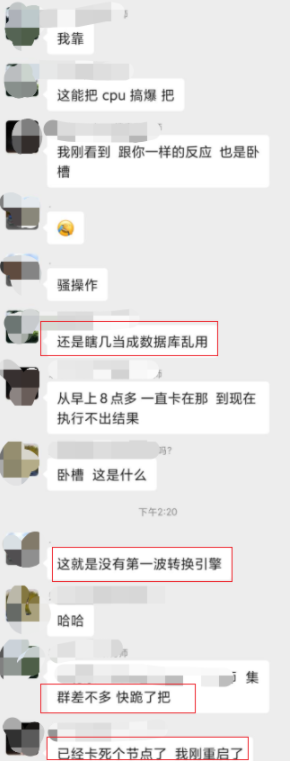 我靠
这能把 cpu 搞爆 把
我刚看到 跟你一样的反应 也是卧
槽
骚操作
还是瞎几当成数据库乱用
从早上8点多 一直卡在那 到现在
执行不出结果
吗?
卧槽 这是什么
下午2:20
这就是没有第一波转换引擎
哈哈
集
群差不多 快跪了把
已经卡死个节点了 我刚重启了